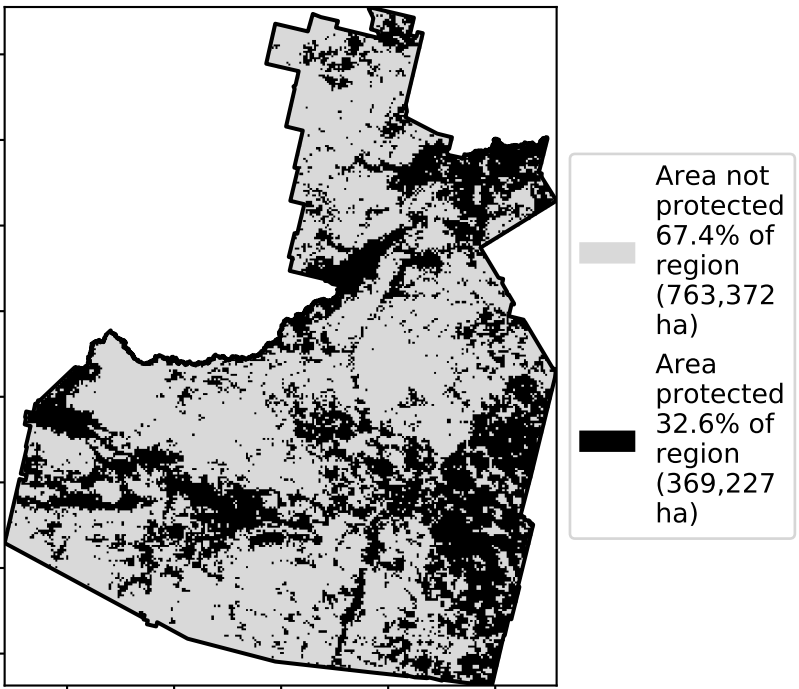 Area not
protected
67.4% of
region
(763,372
ha)
Area
protected
32.6% of
region
(369,227
ha)